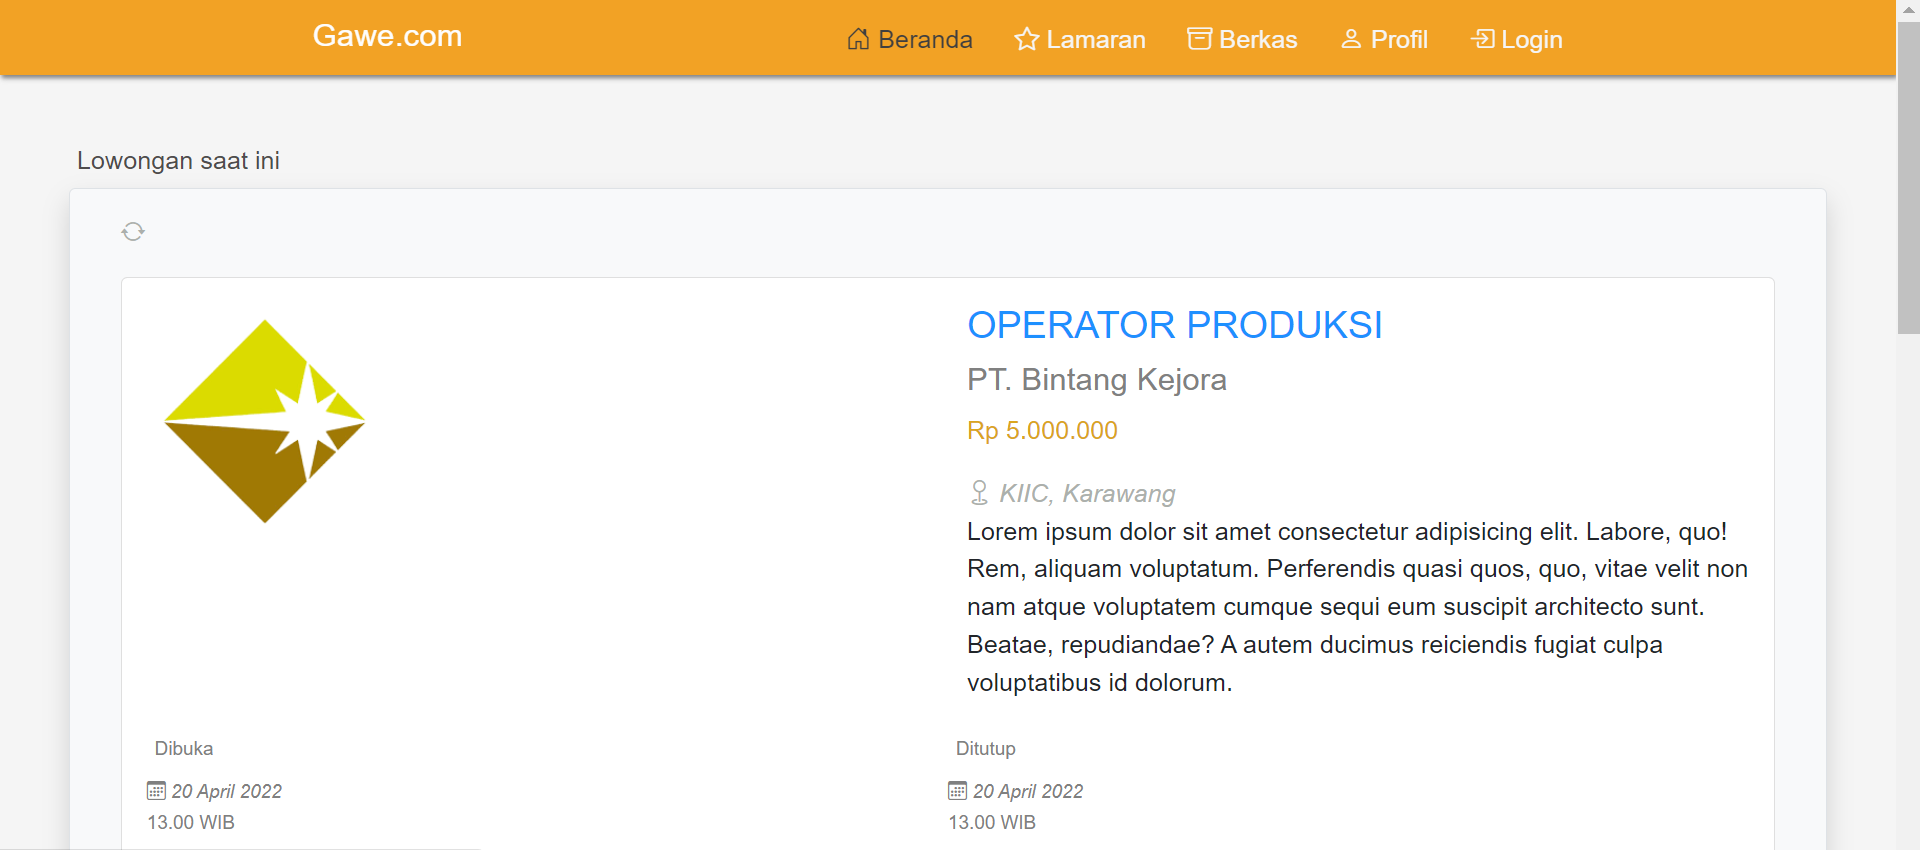 Gawe.com
Beranda
Lamaran
Berkas
Profil
Login
Lowongan saat ini
OPERATOR PRODUKSI
PT. Bintang Kejora
Rp 5.000.000
KIIC, Karawang
Lorem ipsum dolor sit amet consectetur adipisicing elit. Labore, quo!
Rem, aliquam voluptatum. Perferendis quasi quos, quo, vitae velit non
nam atque voluptatem cumque sequi eum suscipit architecto sunt.
Beatae, repudiandae? A autem ducimus reiciendis fugiat culpa
voluptatibus id dolorum.
Dibuka
20 April 2022
13.00 WIB
Ditutup
20 April 2022
13.00 WIB